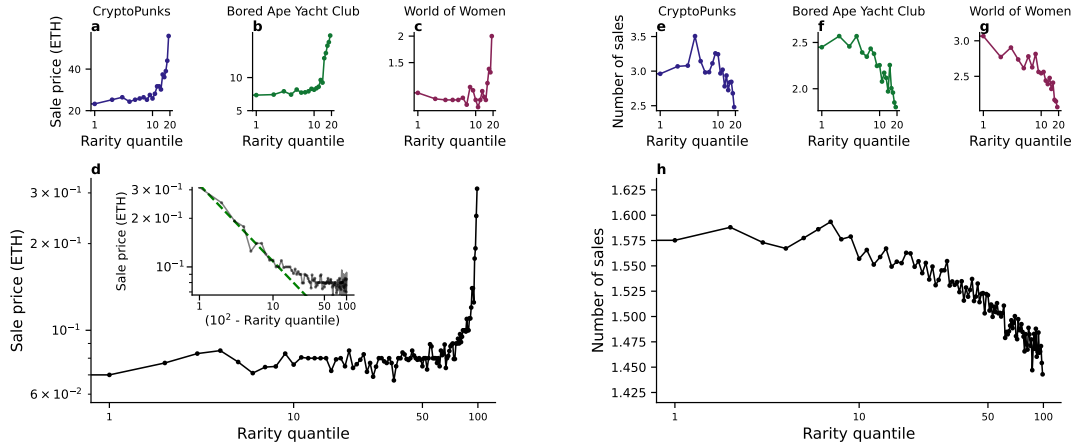 CryptoPunks
Bored Ape Yacht Club
World of Women
CryptoPunks
Bored Ape Yacht Club
World of Women
a
b
c
e
f
g
Sale price (ETH)
40
20
1
10
20
Rarity quantile
10
5
1
10
20
Rarity quantile
2
1.5
1
10
20
Rarity quantile
Number of sales
3.5
3.0
2.5
1
10
20
Rarity quantile
2.5
2.0
1
10
20
Rarity quantile
3.0
2.5
1
10
20
Rarity quantile
d
Sale price (ETH)
3 × 10⁻¹
2 × 10⁻¹
10⁻¹
6 × 10⁻²
1
10
50
100
Rarity quantile
Sale price (ETH)
3 × 10⁻¹
2 × 10⁻¹
10⁻¹
1
10
50
100
(10² - Rarity quantile)
h
Number of sales
1.625
1.600
1.575
1.550
1.525
1.500
1.475
1.450
1.425
1
10
50
100
Rarity quantile